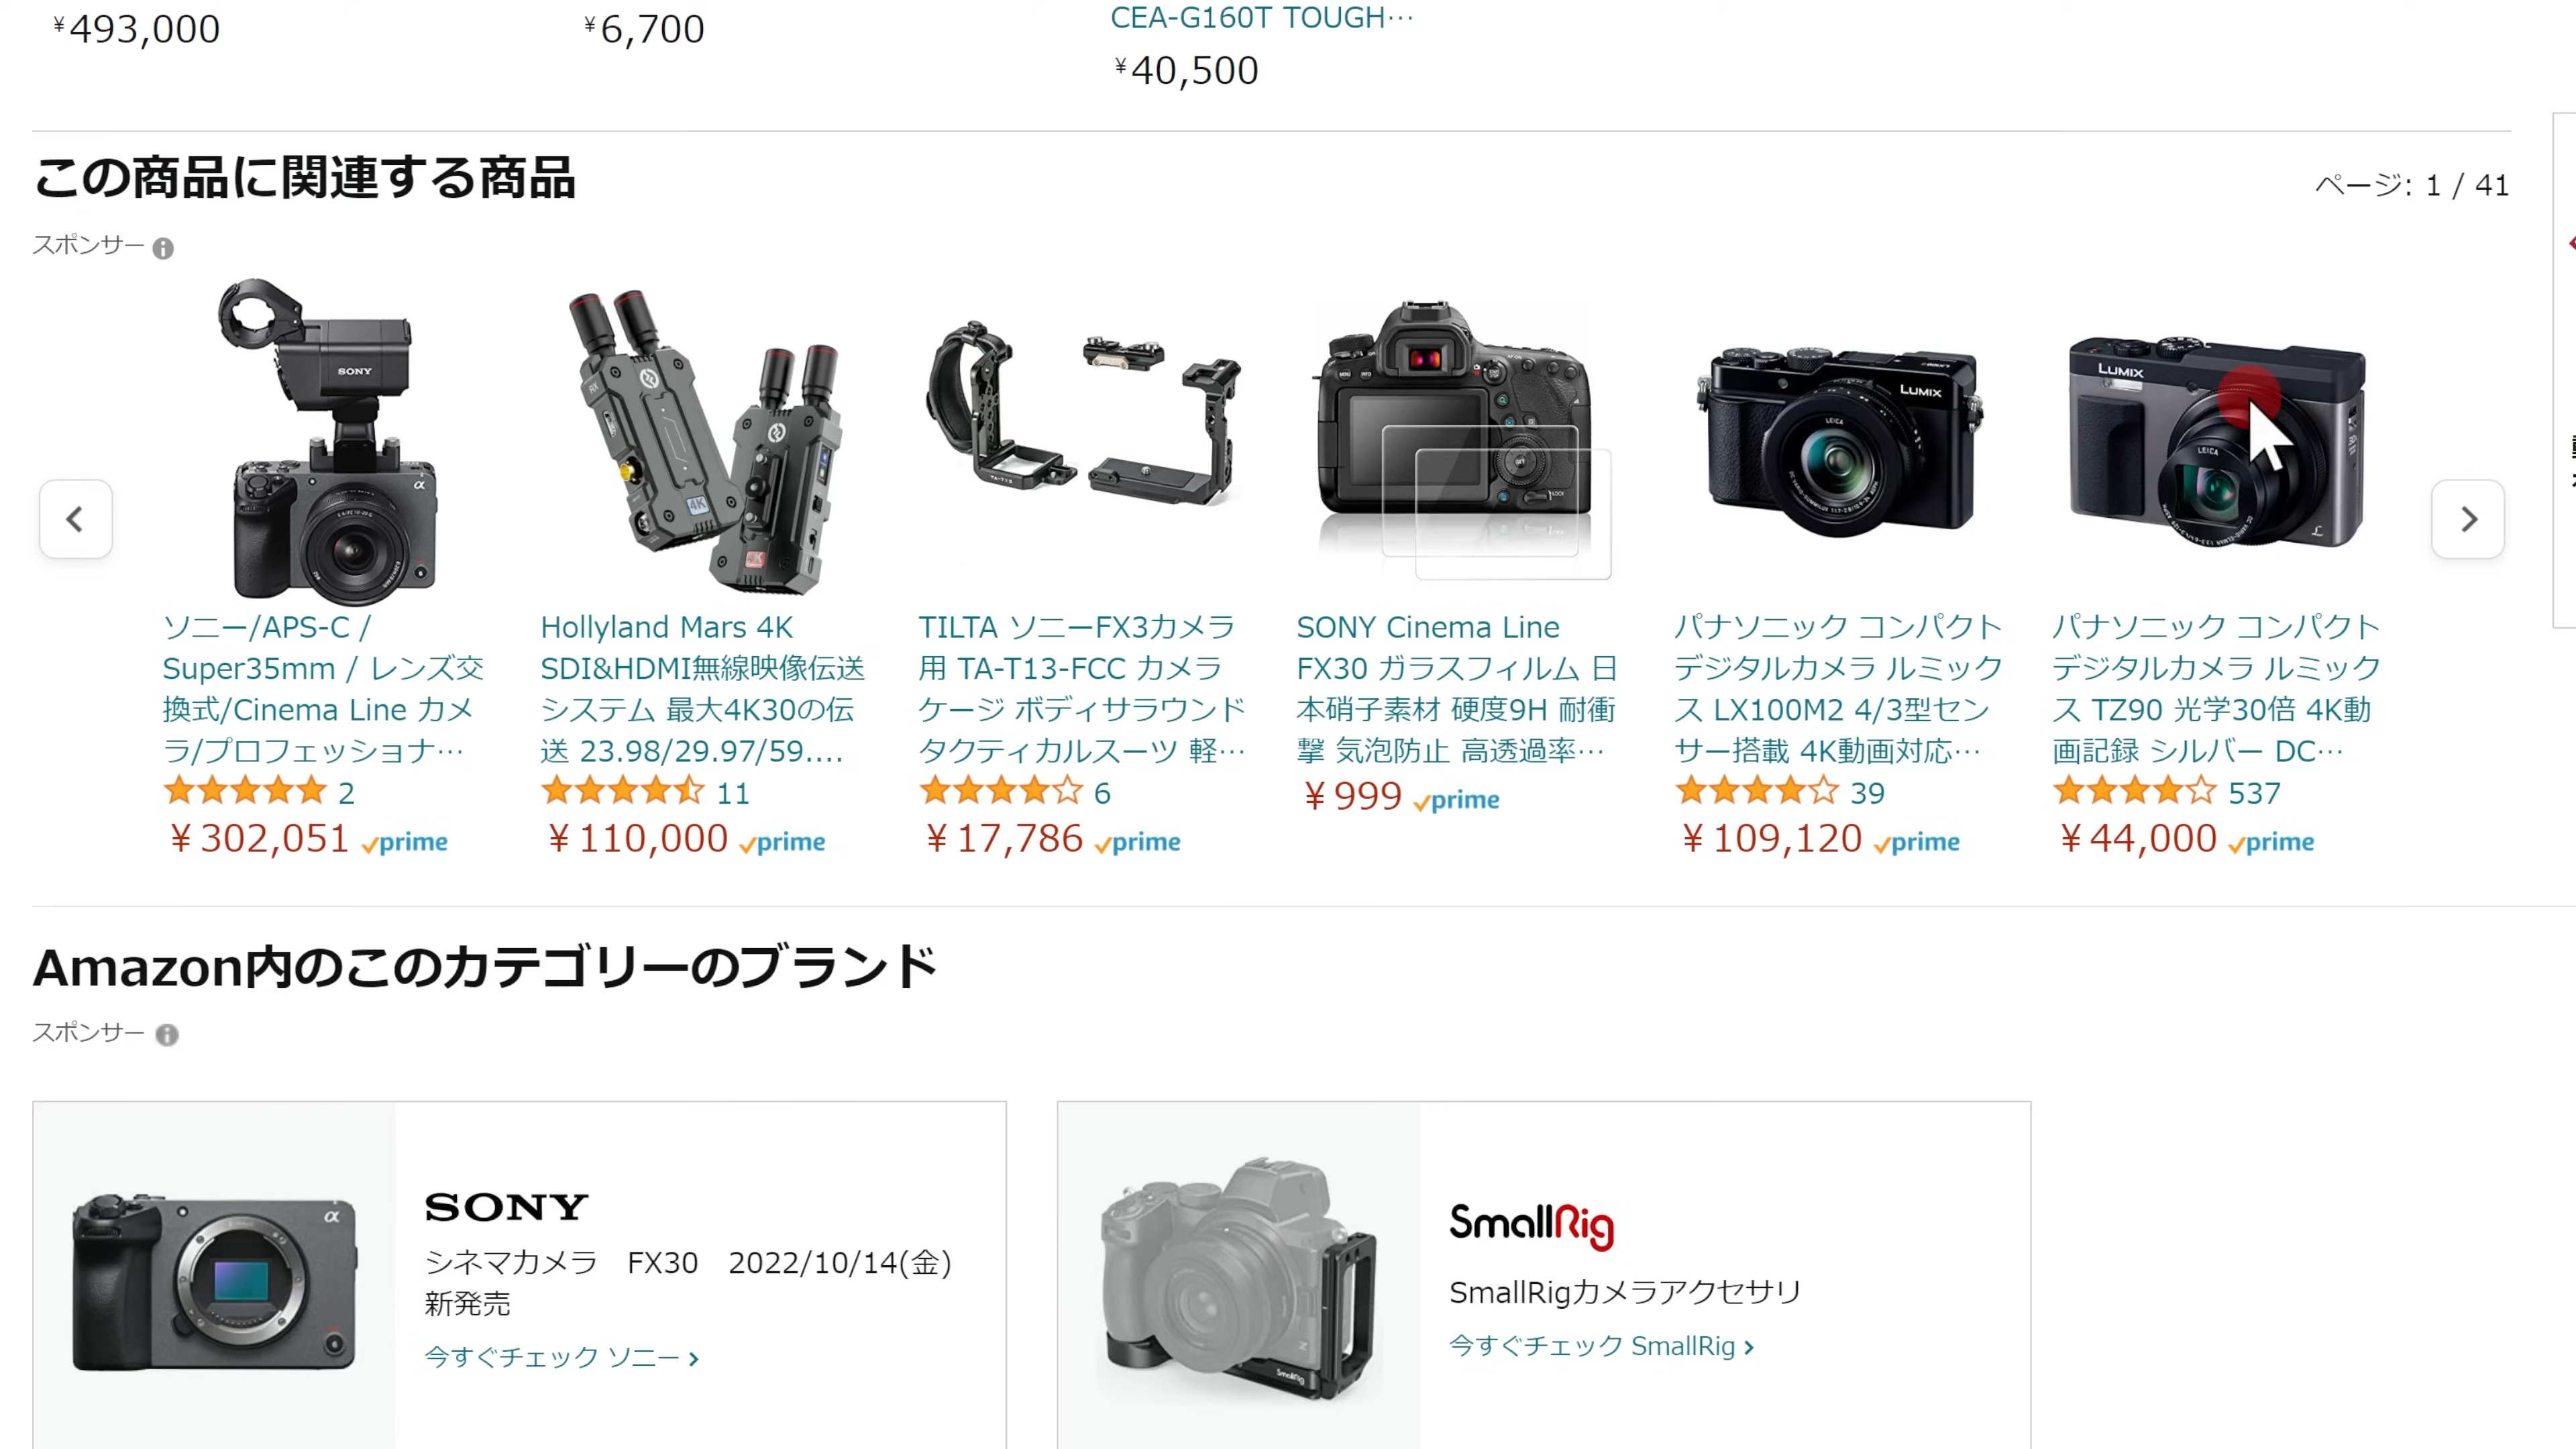 ¥493,000
¥6,700
CEA-G160T TOUGH…
¥40,500
この商品に関連する商品
ページ: 1 / 41
スポンサー
ソニー/APS-C /
Super35mm / レンズ交
換式/Cinema Line カメ
ラ/プロフェッショナ…
2
¥302,051 prime
Hollyland Mars 4K
SDI&HDMI無線映像伝送
システム 最大4K30の伝
送 23.98/29.97/59....
11
¥110,000 prime
TILTA ソニーFX3カメラ
用 TA-T13-FCC カメラ
ケージ ボディサラウンド
タクティカルスーツ 軽…
6
¥17,786 prime
SONY Cinema Line
FX30 ガラスフィルム 日
本硝子素材 硬度9H 耐衝
撃 気泡防止 高透過率…
¥999 prime
パナソニック コンパクト
デジタルカメラ ルミック
ス LX100M2 4/3型セン
サー搭載 4K動画対応…
39
¥109,120 prime
パナソニック コンパクト
デジタルカメラ ルミック
ス TZ90 光学30倍 4K動
画記録 シルバー DC…
537
¥44,000 prime
SONY
α
4K
4K
LUMIX
LEICA
LUMIX
LEICA
Amazon内のこのカテゴリーのブランド
スポンサー
α
SONY
シネマカメラ　FX30　2022/10/14(金)
新発売
今すぐチェック ソニー ›
SmallRig
SmallRig
SmallRigカメラアクセサリ
今すぐチェック SmallRig ›